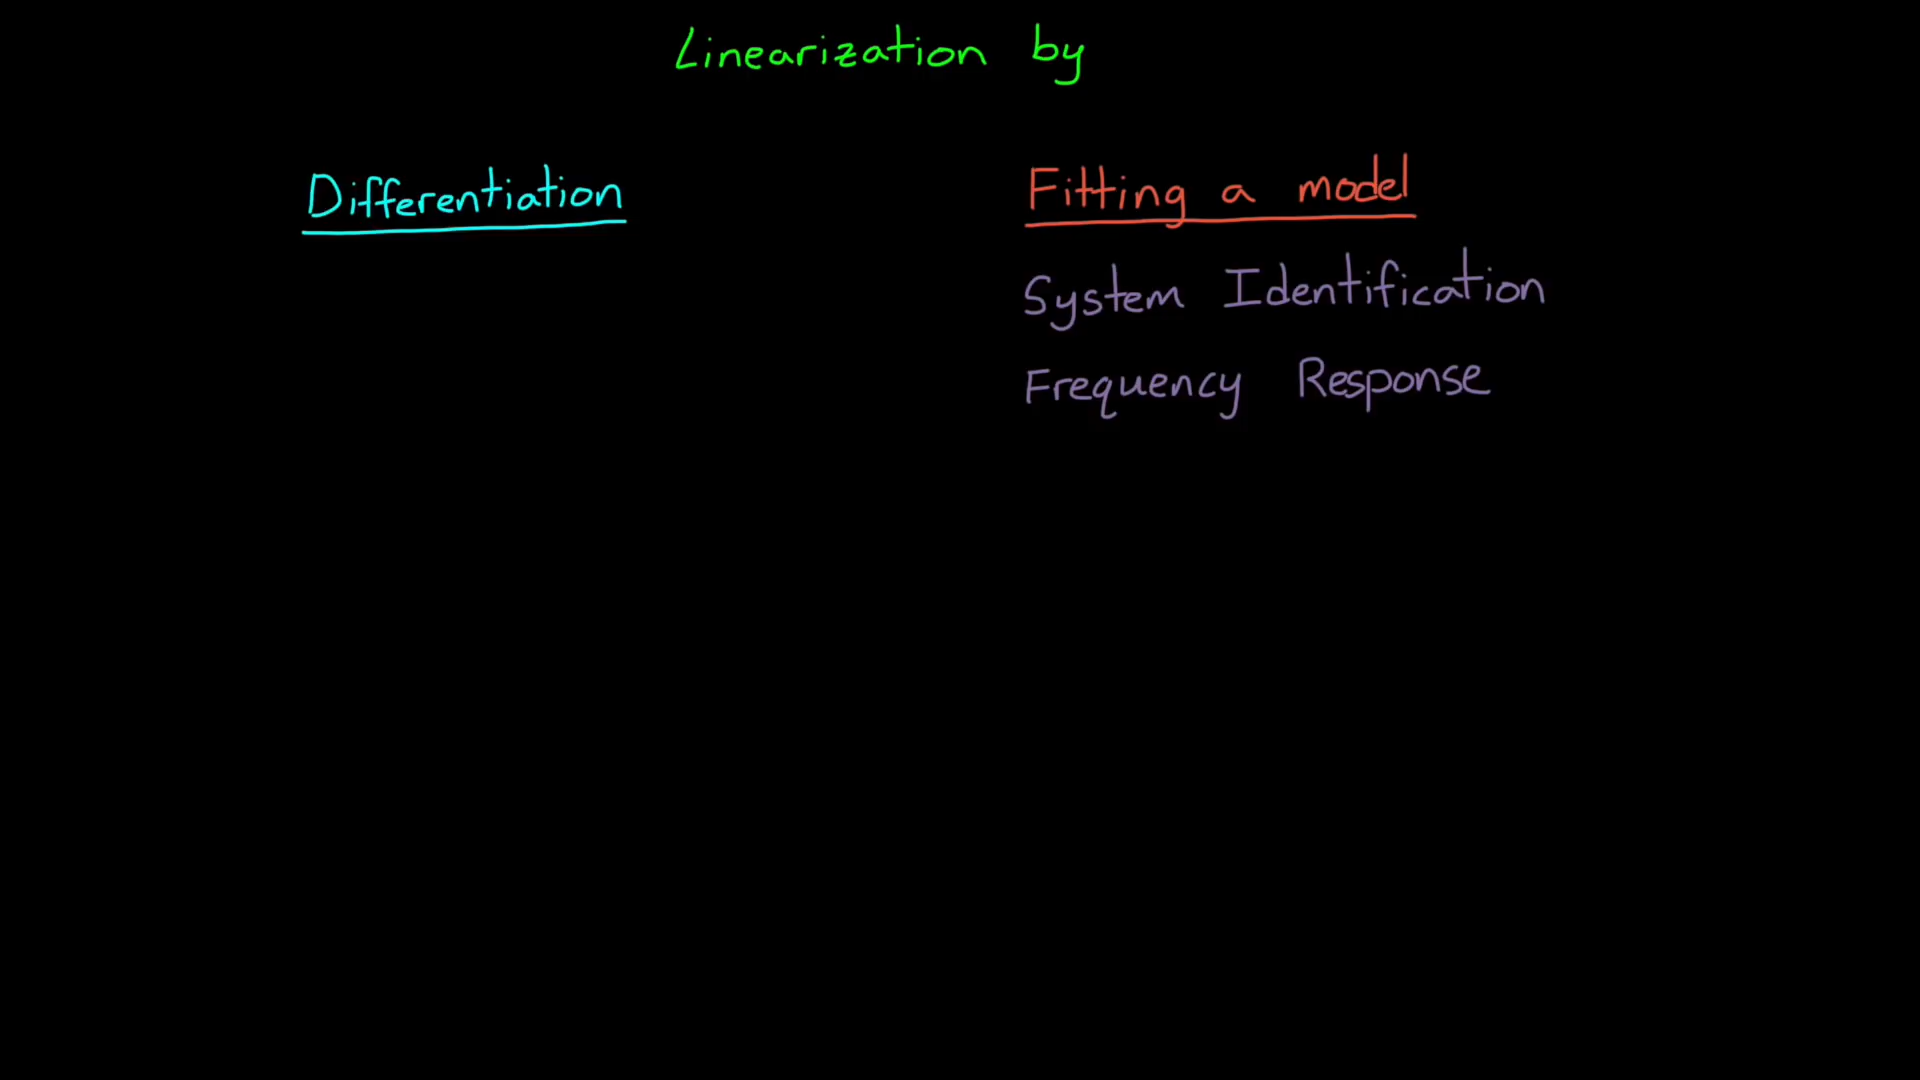 Linearization by
Differentiation
Fitting a model
System Identification
Frequency Response